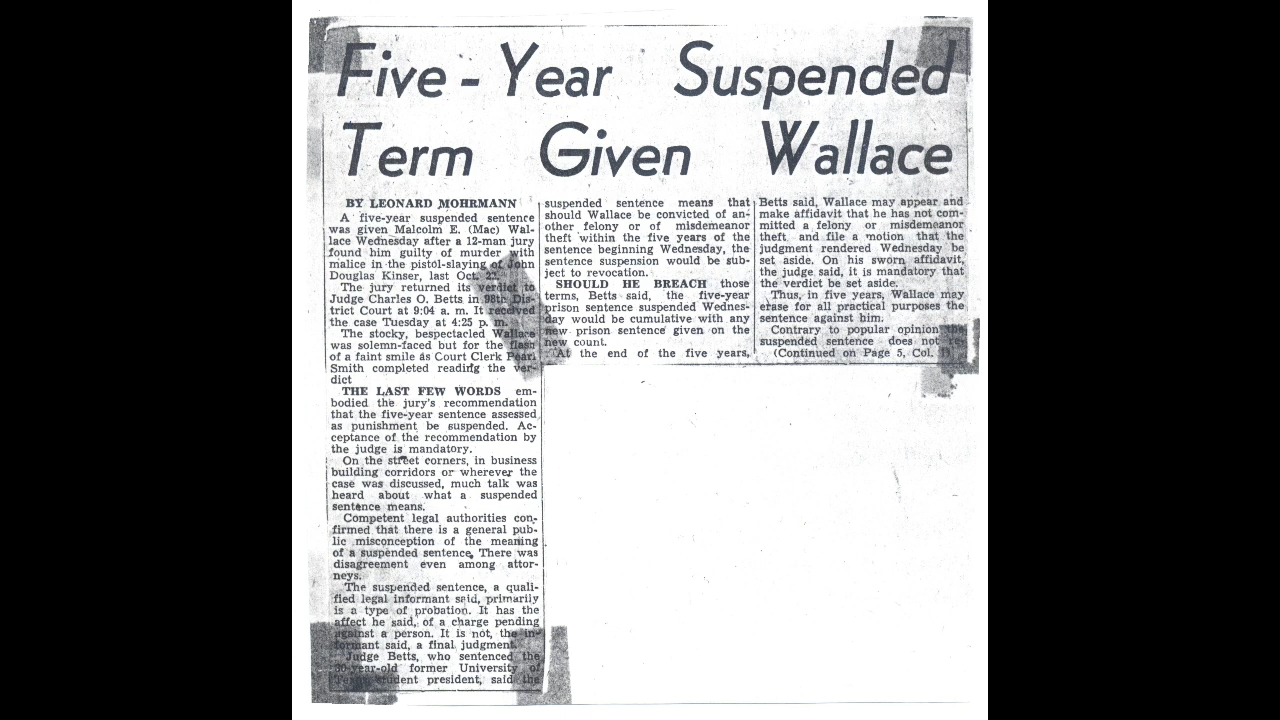 Five - Year Suspended
Term Given Wallace
BY LEONARD MOHRMANN
A five-year suspended sentence
was given Malcolm E. (Mac) Wal-
lace Wednesday after a 12-man jury
found him guilty of murder with
malice in the pistol-slaying of John
Douglas Kinser, last Oct. 22.
The jury returned its verdict to
Judge Charles O. Betts in 98th Dis-
trict Court at 9:04 a. m. It received
the case Tuesday at 4:25 p. m.
The stocky, bespectacled Wallace
was solemn-faced but for the flash
of a faint smile as Court Clerk Pearl
Smith completed reading the ver-
dict
THE LAST FEW WORDS em-
bodied the jury's recommendation
that the five-year sentence assessed
as punishment be suspended. Ac-
ceptance of the recommendation by
the judge is mandatory.
On the street corners, in business
building corridors or wherever the
case was discussed, much talk was
heard about what a suspended
sentence means.
Competent legal authorities con-
firmed that there is a general pub-
lic misconception of the meaning
of a suspended sentence. There was
disagreement even among attor-
neys.
The suspended sentence, a quali-
fied legal informant said, primarily
is a type of probation. It has the
affect he said, of a charge pending
against a person. It is not, the in-
formant said, a final judgment.
Judge Betts, who sentenced the
30-year-old former University of
Texas student president, said the
suspended sentence means that
should Wallace be convicted of an-
other felony or of misdemeanor
theft within the five years of the
sentence beginning Wednesday, the
sentence suspension would be sub-
ject to revocation.
SHOULD HE BREACH those
terms, Betts said, the five-year
prison sentence suspended Wednes-
day would be cumulative with any
new prison sentence given on the
new count.
At the end of the five years,
Betts said, Wallace may appear and
make affidavit that he has not com-
mitted a felony or misdemeanor
theft and file a motion that the
judgment rendered Wednesday be
set aside. On his sworn affidavit,
the judge said, it is mandatory that
the verdict be set aside.
Thus, in five years, Wallace may
erase for all practical purposes the
sentence against him.
Contrary to popular opinion the
suspended sentence does not re-
(Continued on Page 5, Col.